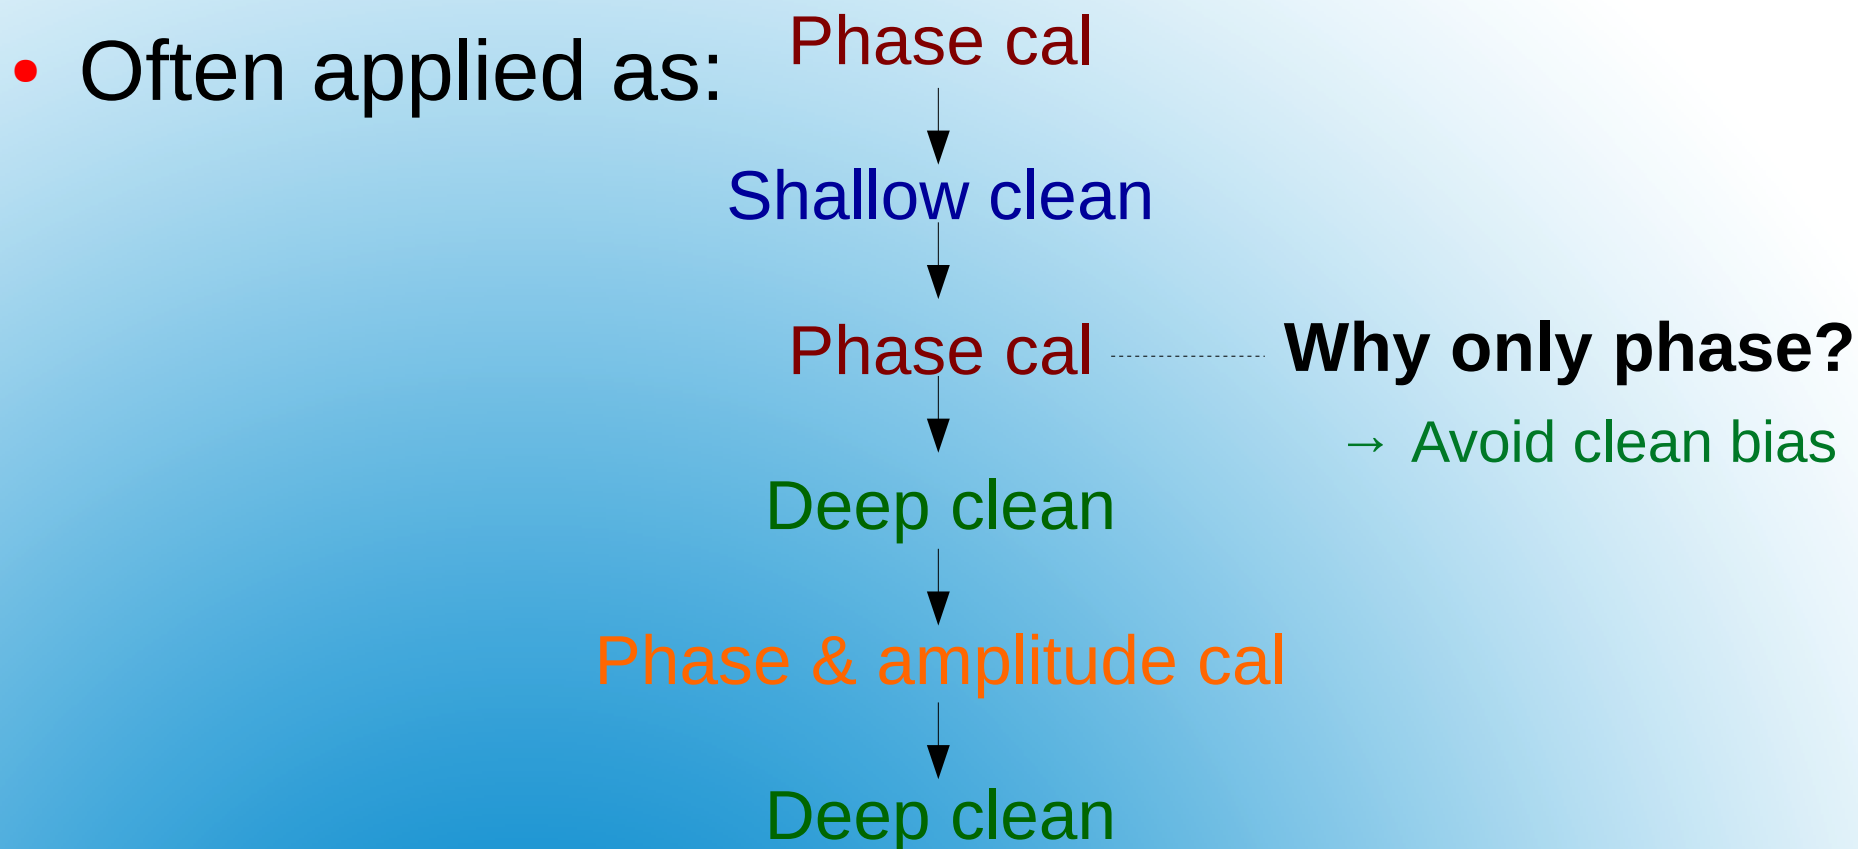 • Often applied as:
Phase cal
Shallow clean
Phase cal
Why only phase?
→ Avoid clean bias
Deep clean
Phase & amplitude cal
Deep clean